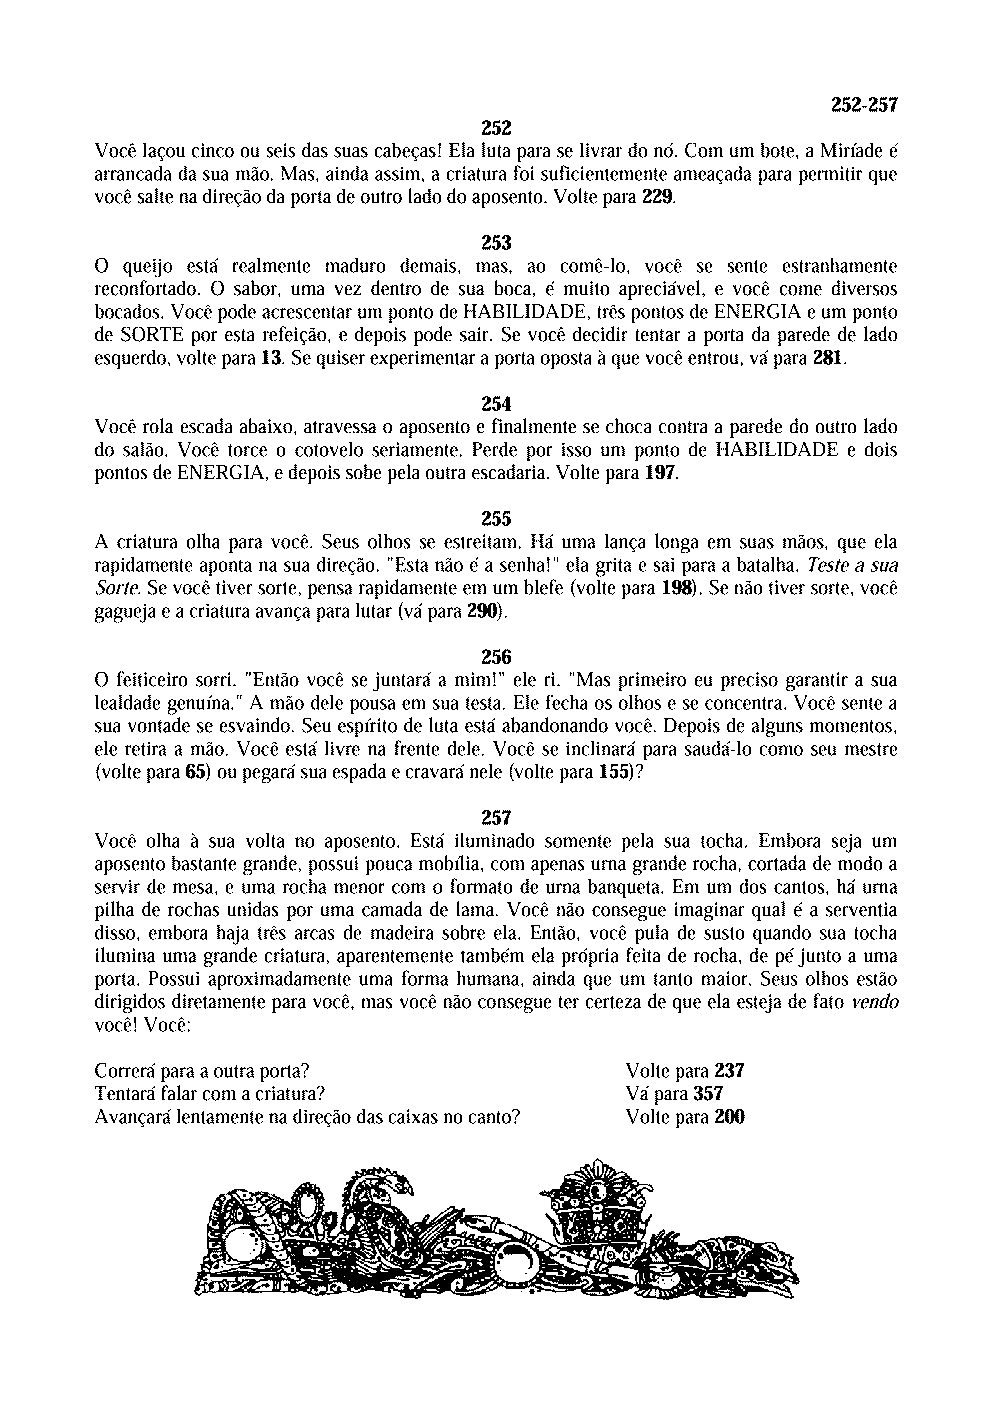 252-257
252
Você laçou cinco ou seis das suas cabeças! Ela luta para se livrar do nó. Com um bote, a Miríade é
arrancada da sua mão. Mas, ainda assim, a criatura foi suficientemente ameaçada para permitir que
você salte na direção da porta de outro lado do aposento. Volte para 229.
253
O queijo está realmente maduro demais, mas, ao comê-lo, você se sente estranhamente
reconfortado. O sabor, uma vez dentro de sua boca, é muito apreciável, e você come diversos
bocados. Você pode acrescentar um ponto de HABILIDADE, três pontos de ENERGIA e um ponto
de SORTE por esta refeição, e depois pode sair. Se você decidir tentar a porta da parede de lado
esquerdo, volte para 13. Se quiser experimentar a porta oposta à que você entrou, vá para 281.
254
Você rola escada abaixo, atravessa o aposento e finalmente se choca contra a parede do outro lado
do salão. Você torce o cotovelo seriamente. Perde por isso um ponto de HABILIDADE e dois
pontos de ENERGIA, e depois sobe pela outra escadaria. Volte para 197.
255
A criatura olha para você. Seus olhos se estreitam. Há uma lança longa em suas mãos, que ela
rapidamente aponta na sua direção. "Esta não é a senha!" ela grita e sai para a batalha. Teste a sua
Sorte. Se você tiver sorte, pensa rapidamente em um blefe (volte para 198). Se não tiver sorte, você
gagueja e a criatura avança para lutar (vá para 290).
256
O feiticeiro sorri. "Então você se juntará a mim!" ele ri. "Mas primeiro eu preciso garantir a sua
lealdade genuína." A mão dele pousa em sua testa. Ele fecha os olhos e se concentra. Você sente a
sua vontade se esvaindo. Seu espírito de luta está abandonando você. Depois de alguns momentos,
ele retira a mão. Você está livre na frente dele. Você se inclinará para saudá-lo como seu mestre
(volte para 65) ou pegará sua espada e cravará nele (volte para 155)?
257
Você olha à sua volta no aposento. Está iluminado somente pela sua tocha. Embora seja um
aposento bastante grande, possui pouca mobília, com apenas urna grande rocha, cortada de modo a
servir de mesa, e uma rocha menor com o formato de urna banqueta. Em um dos cantos, há urna
pilha de rochas unidas por uma camada de lama. Você não consegue imaginar qual é a serventia
disso, embora haja três arcas de madeira sobre ela. Então, você pula de susto quando sua tocha
ilumina uma grande criatura, aparentemente também ela própria feita de rocha, de pé junto a uma
porta. Possui aproximadamente uma forma humana, ainda que um tanto maior. Seus olhos estão
dirigidos diretamente para você, mas você não consegue ter certeza de que ela esteja de fato vendo
você! Você:
Correrá para a outra porta? Volte para 237
Tentará falar com a criatura? Vá para 357
Avançará lentamente na direção das caixas no canto? Volte para 200